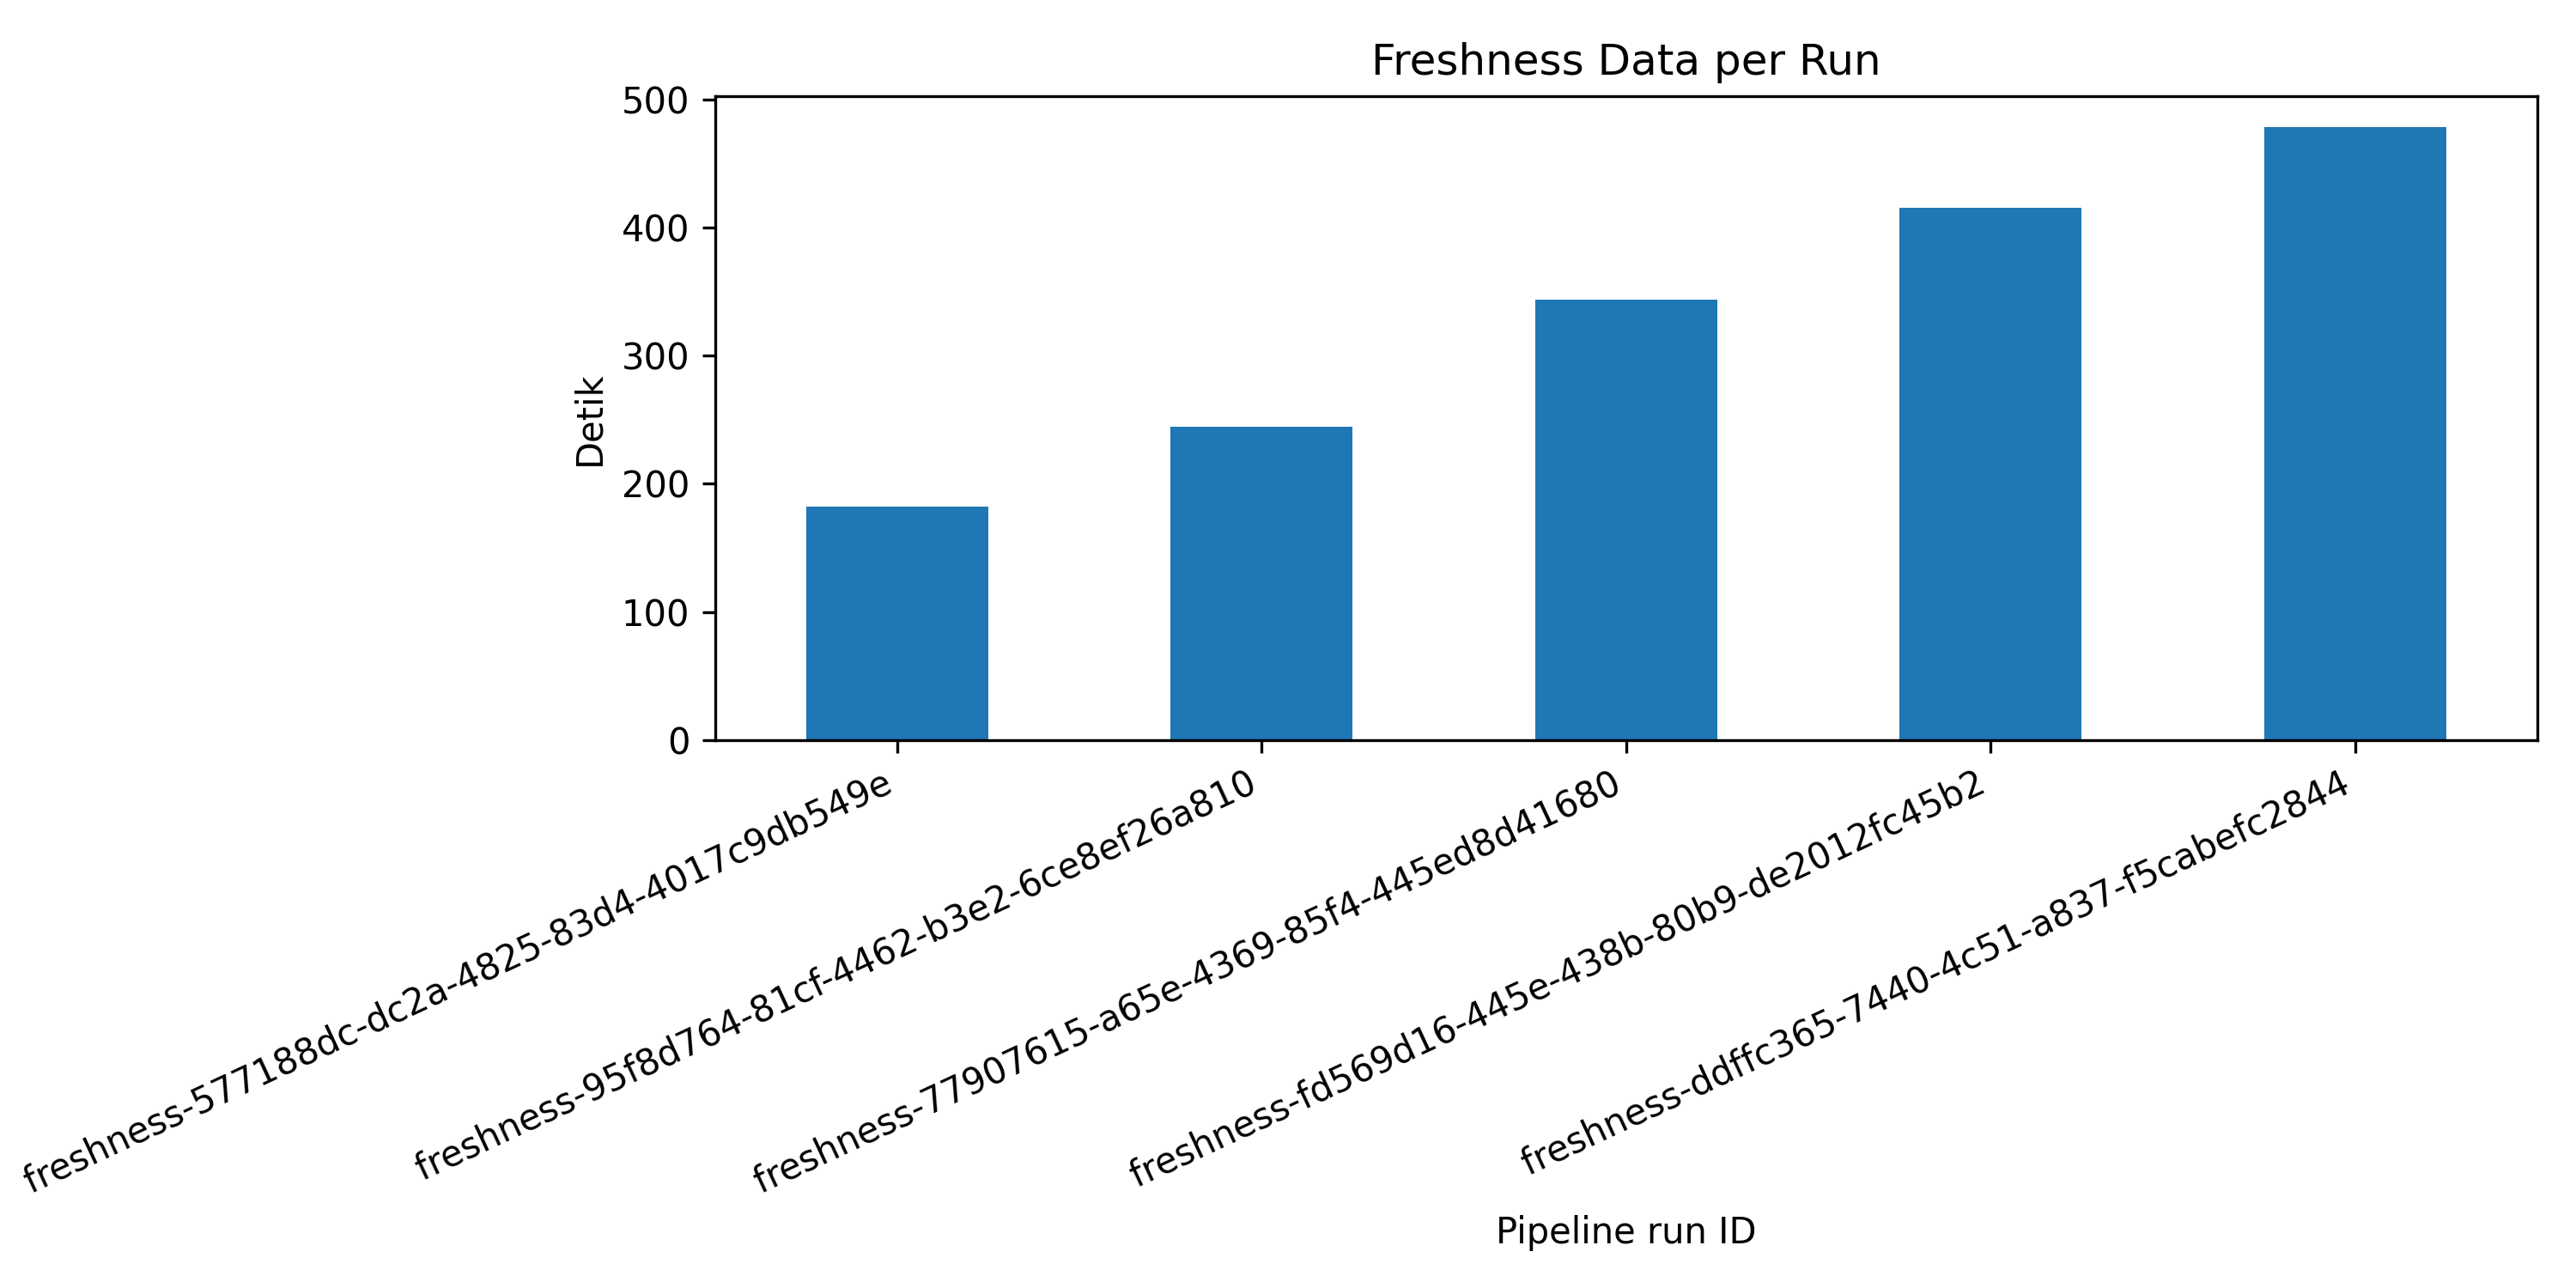 Freshness Data per Run
500
400
300
200
100
0
Detik
freshness-577188dc-dc2a-4825-83d4-4017c9db549e
freshness-95f8d764-81cf-4462-b3e2-6ce8ef26a810
freshness-77907615-a65e-4369-85f4-445ed8d41680
freshness-fd569d16-445e-438b-80b9-de2012fc45b2
freshness-ddffc365-7440-4c51-a837-f5cabefc2844
Pipeline run ID